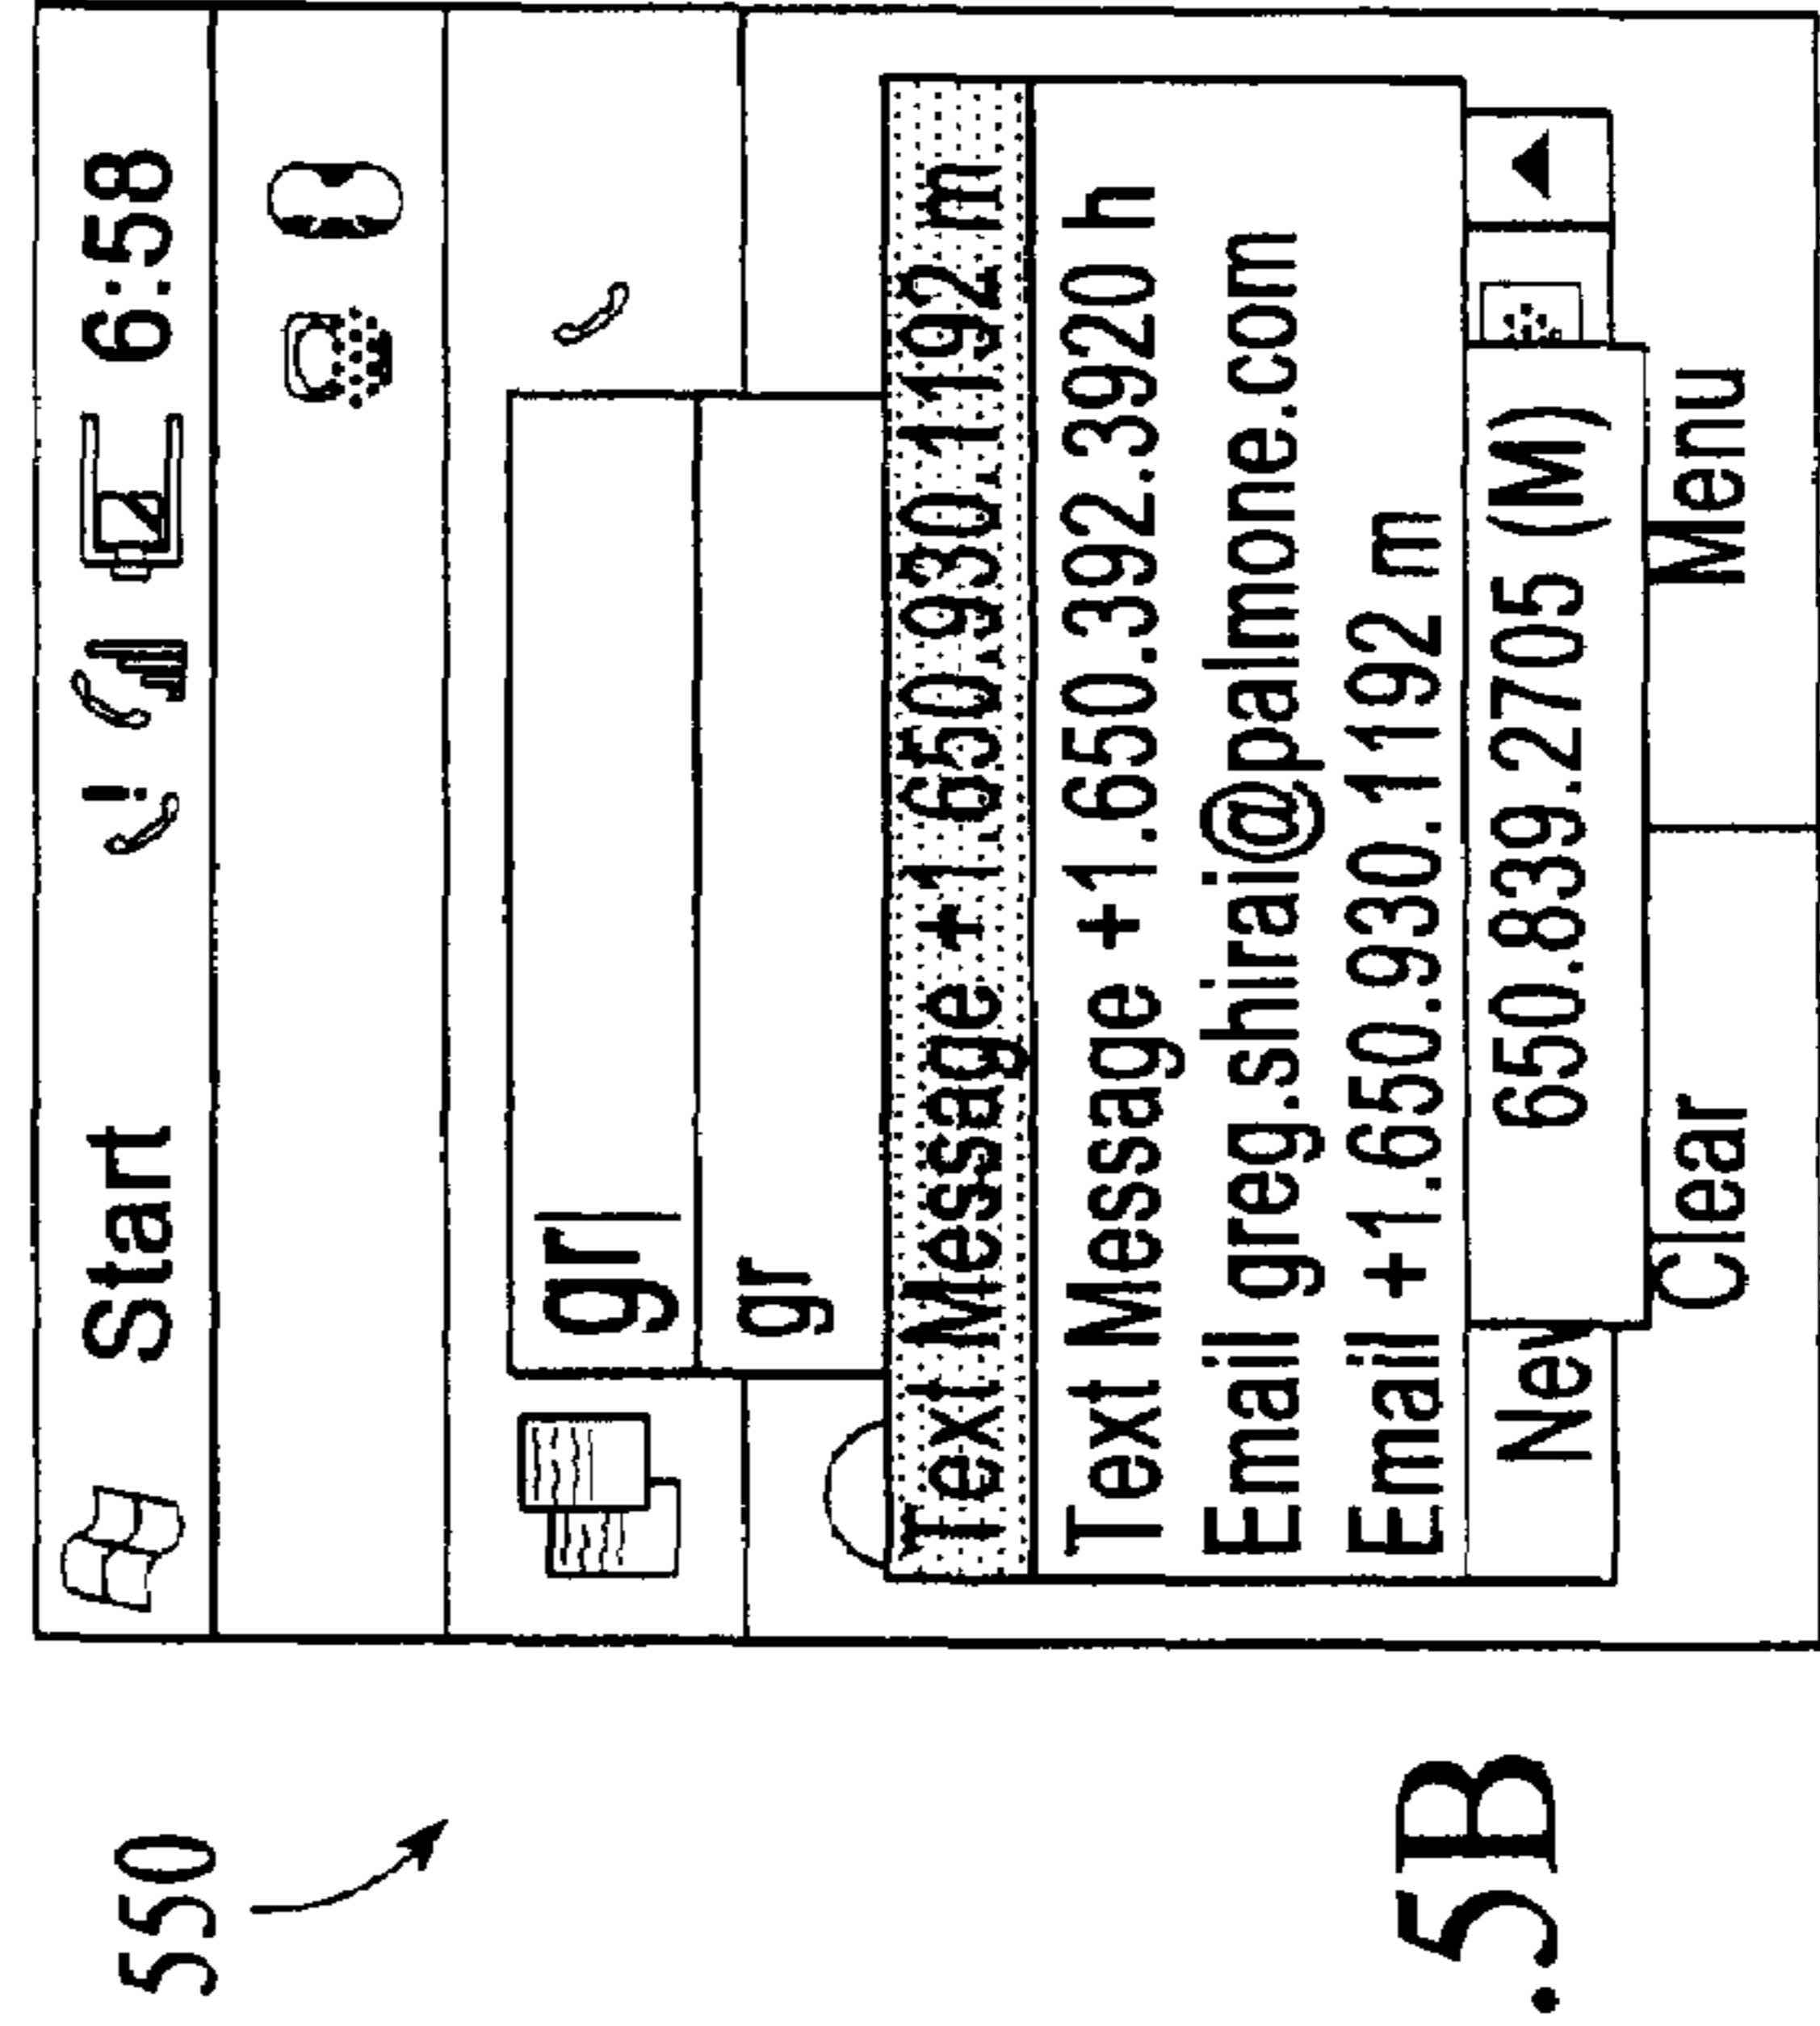 550
Start 6:58
gr
gr
Text Message +1.650.930.1192 m
Text Message +1.650.392.3920 h
Email greg.shirai@palmone.com
Email +1.650.930.1192 m
650.839.2705 (M)
Clear Menu
.5B